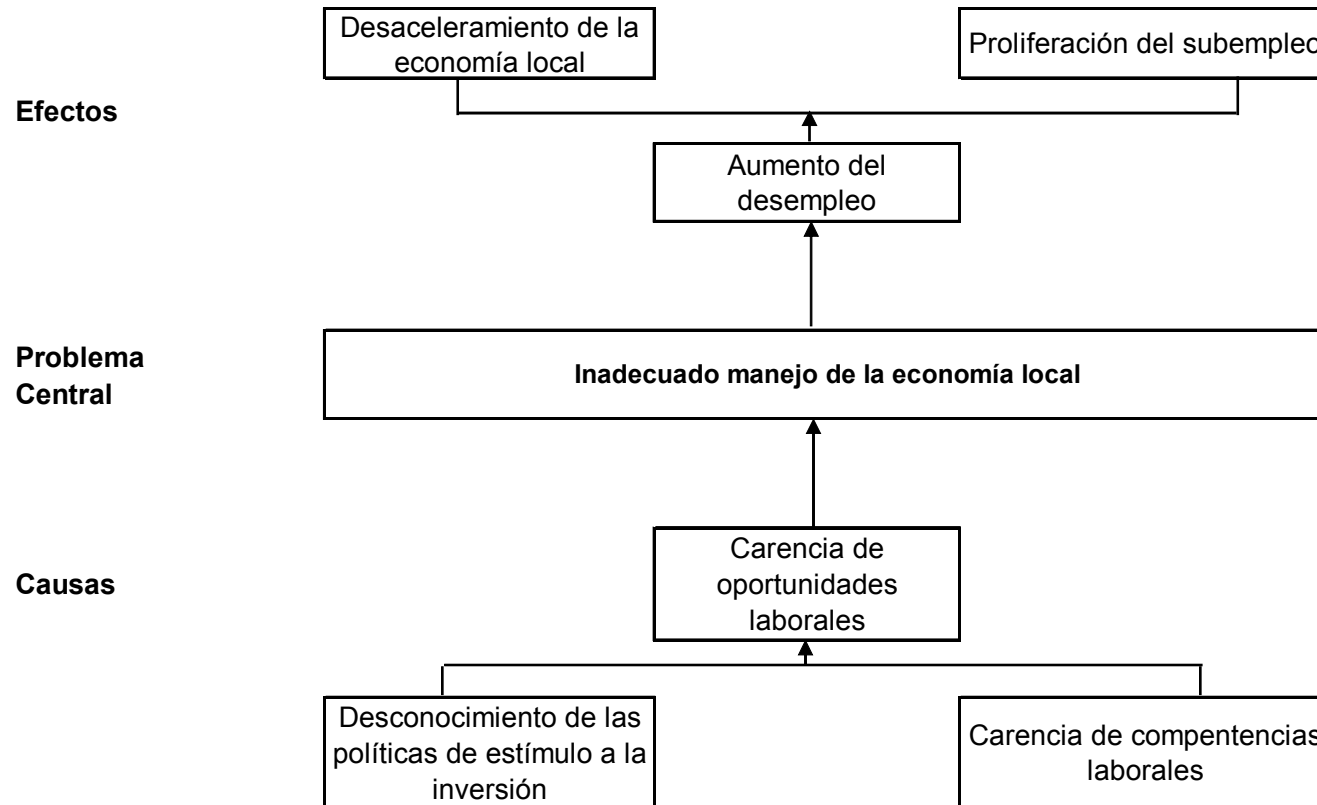 Desaceleramiento de la
economía local
Proliferación del subempleo
Efectos
Aumento del
desempleo
Problema
Central
Inadecuado manejo de la economía local
Carencia de
oportunidades
laborales
Causas
Desconocimiento de las
políticas de estímulo a la
inversión
Carencia de compentencias
laborales